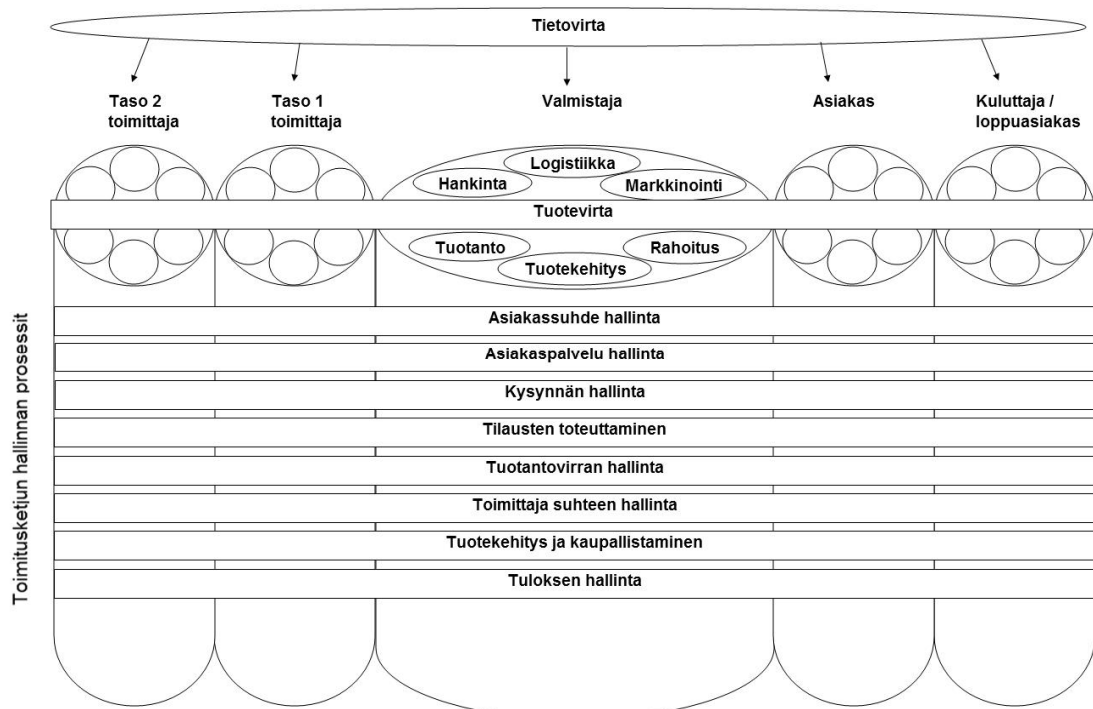 Tietovirta
Taso 2
toimittaja
Taso 1
toimittaja
Valmistaja
Asiakas
Kuluttaja /
loppuasiakas
Logistiikka
Hankinta
Markkinointi
Tuotevirta
Tuotanto
Rahoitus
Tuotekehitys
Toimitusketjun hallinnan prosessit
Asiakassuhde hallinta
Asiakaspalvelu hallinta
Kysynnän hallinta
Tilausten toteuttaminen
Tuotantovirran hallinta
Toimittaja suhteen hallinta
Tuotekehitys ja kaupallistaminen
Tuloksen hallinta